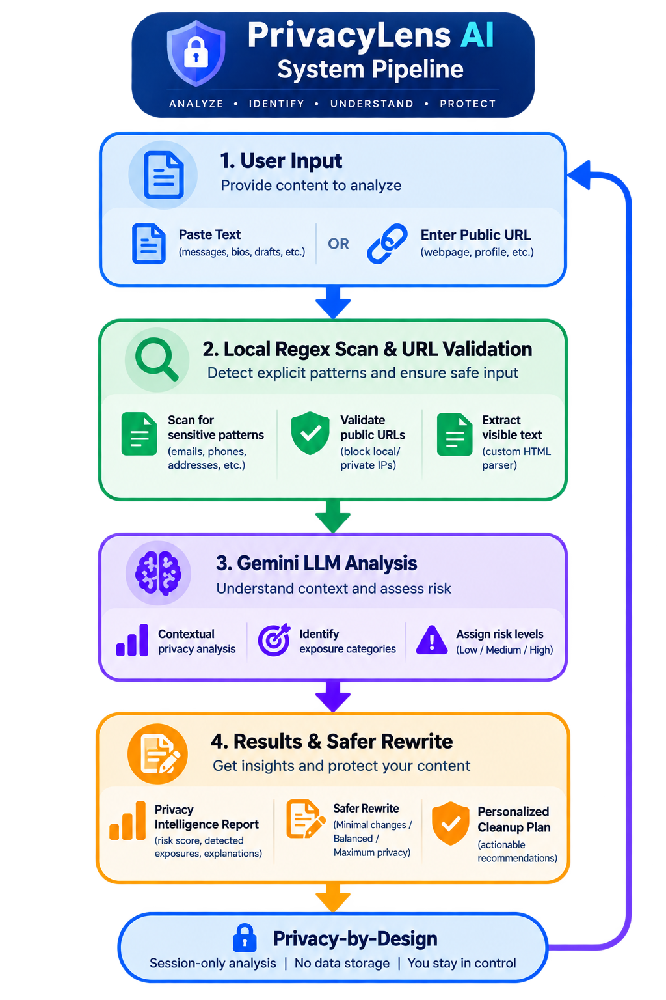 PrivacyLens AI
System Pipeline
ANALYZE • IDENTIFY • UNDERSTAND • PROTECT
1. User Input
Provide content to analyze
Paste Text
(messages, bios, drafts, etc.)
OR
Enter Public URL
(webpage, profile, etc.)
2. Local Regex Scan & URL Validation
Detect explicit patterns and ensure safe input
Scan for
sensitive patterns
(emails, phones,
addresses, etc.)
Validate
public URLs
(block local/
private IPs)
Extract
visible text
(custom HTML
parser)
3. Gemini LLM Analysis
Understand context and assess risk
Contextual
privacy analysis
Identify
exposure categories
Assign risk levels
(Low / Medium / High)
4. Results & Safer Rewrite
Get insights and protect your content
Privacy
Intelligence Report
(risk score, detected
exposures, explanations)
Safer Rewrite
(Minimal changes /
Balanced /
Maximum privacy)
Personalized
Cleanup Plan
(actionable
recommendations)
Privacy-by-Design
Session-only analysis | No data storage | You stay in control